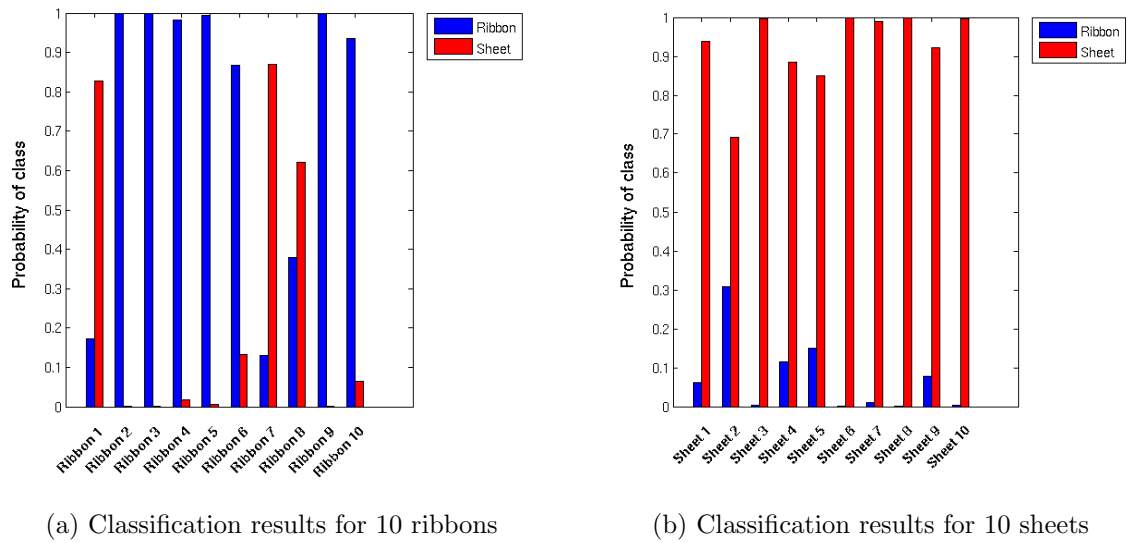 1
0.9
0.8
0.7
0.6
0.5
0.4
0.3
0.2
0.1
0
Probability of class
Ribbon 1
Ribbon 2
Ribbon 3
Ribbon 4
Ribbon 5
Ribbon 6
Ribbon 7
Ribbon 8
Ribbon 9
Ribbon 10
Ribbon
Sheet
(a) Classification results for 10 ribbons
1
0.9
0.8
0.7
0.6
0.5
0.4
0.3
0.2
0.1
0
Probability of class
Sheet 1
Sheet 2
Sheet 3
Sheet 4
Sheet 5
Sheet 6
Sheet 7
Sheet 8
Sheet 9
Sheet 10
Ribbon
Sheet
(b) Classification results for 10 sheets